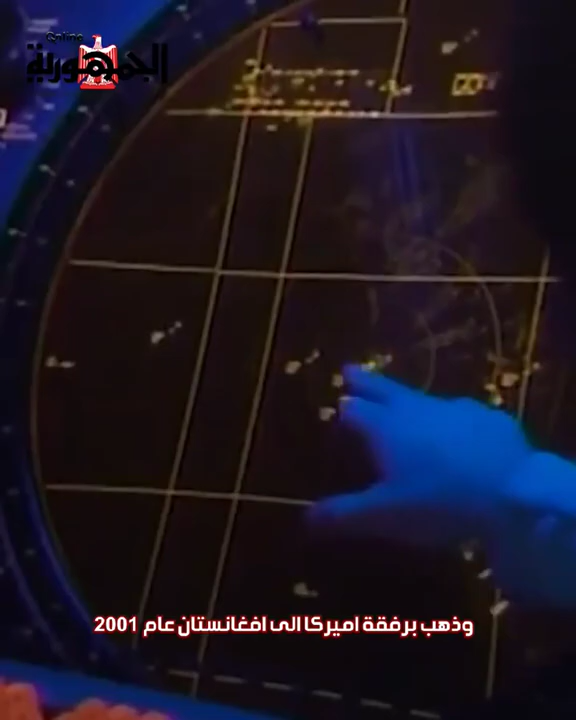 Online
الجمهورية
وذهب برفقة اميركا الى افغانستان عام 2001